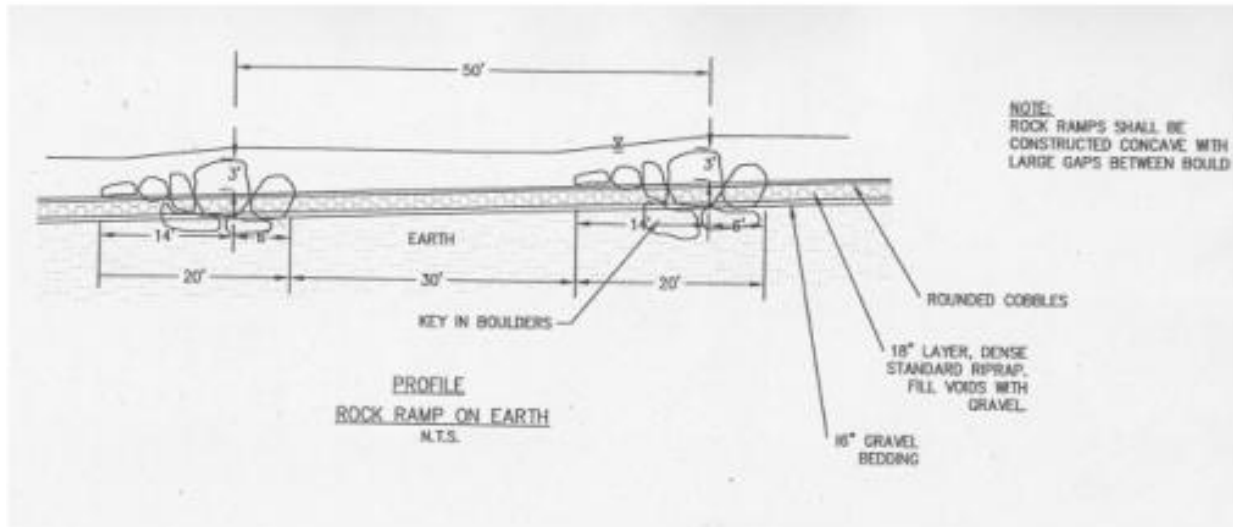 50'
NOTE:
ROCK RAMPS SHALL BE
CONSTRUCTED CONCAVE WITH
LARGE GAPS BETWEEN BOULD
3'
3'
14'
6'
EARTH
14'
6'
20'
30'
20'
ROUNDED COBBLES
KEY IN BOULDERS
18" LAYER, DENSE
STANDARD RIPRAP.
FILL VOIDS WITH
GRAVEL.
PROFILE
ROCK RAMP ON EARTH
N.T.S.
GRAVEL
BEDDING